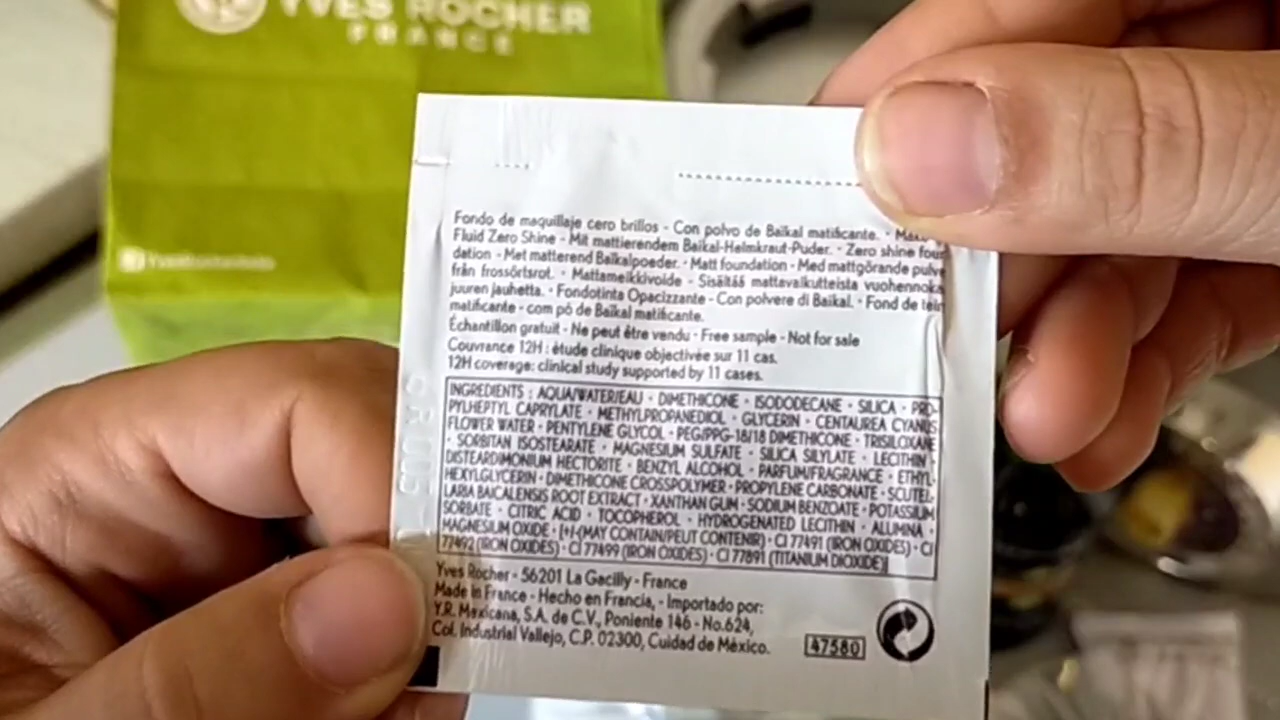 YVES ROCHER
FRANCE
Fondo de maquillaje cero brillos - Con polvo de Baïkal matificante. •
Fluid Zero Shine - Mit mattierendem Baikal-Helmkraut-Puder. • Zero shine foun
dation - Met matterend Baikalpoeder. • Matt foundation - Med mattgörande pulve
från frossörtsrot. • Mattameikkivoide - Sisältää mattavaikutteista vuohennoka
juuren jauhetta. • Fondotinta Opacizzante - Con polvere di Baikal. • Fond de tein
matificante - com pó de Baïkal matificante.
Échantillon gratuit - Ne peut être vendu - Free sample - Not for sale
Couvrance 12H : étude clinique objectivée sur 11 cas.
12H coverage: clinical study supported by 11 cases.
INGREDIENTS : AQUA/WATER/EAU • DIMETHICONE • ISODODECANE • SILICA • PRO-
PYLHEPTYL CAPRYLATE • METHYLPROPANEDIOL • GLYCERIN • CENTAUREA CYANUS
FLOWER WATER • PENTYLENE GLYCOL • PEG/PPG-18/18 DIMETHICONE • TRISILOXANE
• SORBITAN ISOSTEARATE • MAGNESIUM SULFATE • SILICA SILYLATE • LECITHIN •
DISTEARDIMONIUM HECTORITE • BENZYL ALCOHOL • PARFUM/FRAGRANCE • ETHYL-
HEXYLGLYCERIN • DIMETHICONE CROSSPOLYMER • PROPYLENE CARBONATE • SCUTEL-
LARIA BAICALENSIS ROOT EXTRACT • XANTHAN GUM • SODIUM BENZOATE • POTASSIUM
SORBATE • CITRIC ACID • TOCOPHEROL • HYDROGENATED LECITHIN • ALUMINA •
MAGNESIUM OXIDE • [+/-(MAY CONTAIN/PEUT CONTENIR) • CI 77491 (IRON OXIDES) • CI
77492 (IRON OXIDES) • CI 77499 (IRON OXIDES) • CI 77891 (TITANIUM DIOXIDE)]
Yves Rocher - 56201 La Gacilly - France
Made in France - Hecho en Francia, - Importado por:
Y.R. Mexicana, S.A. de C.V., Poniente 146 - No.624,
Col. Industrial Vallejo, C.P. 02300, Cuidad de México.
47580